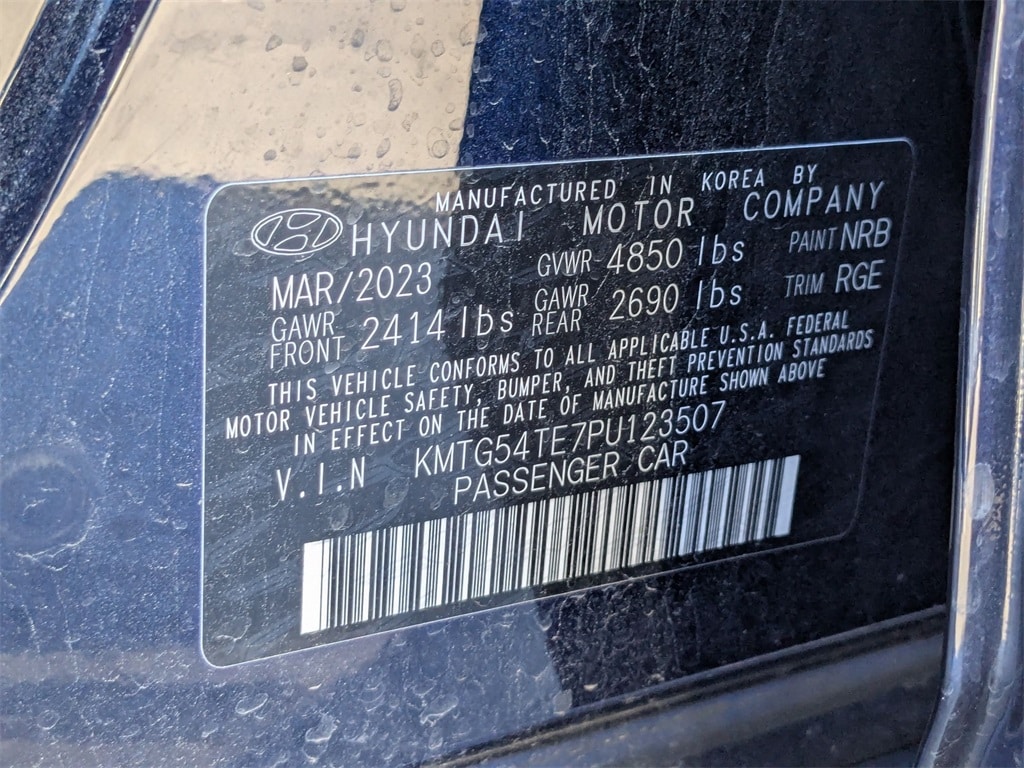 MANUFACTURED IN KOREA BY
HYUNDAI MOTOR COMPANY
MAR/2023 GVWR 4850 lbs PAINT NRB
GAWR FRONT 2414 lbs GAWR REAR 2690 lbs TRIM RGE
THIS VEHICLE CONFORMS TO ALL APPLICABLE U.S.A. FEDERAL
MOTOR VEHICLE SAFETY, BUMPER, AND THEFT PREVENTION STANDARDS
IN EFFECT ON THE DATE OF MANUFACTURE SHOWN ABOVE
V.I.N KMTG54TE7PU123507
PASSENGER CAR